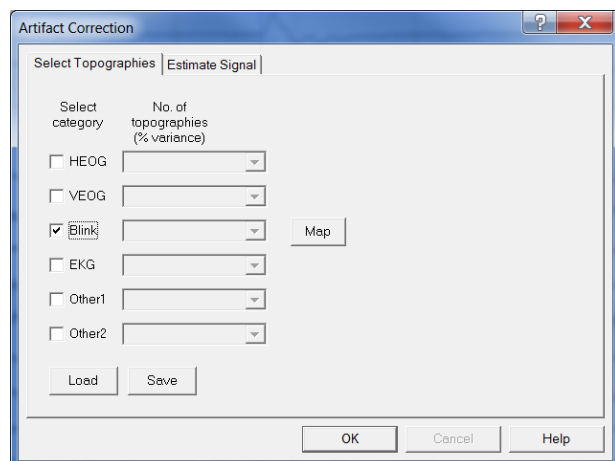 Artifact Correction
Select Topographies Estimate Signal
Select No. of
category topographies
(% variance)
HEOG
VEOG
Blink Map
EKG
Other1
Other2
Load Save
OK Cancel Help